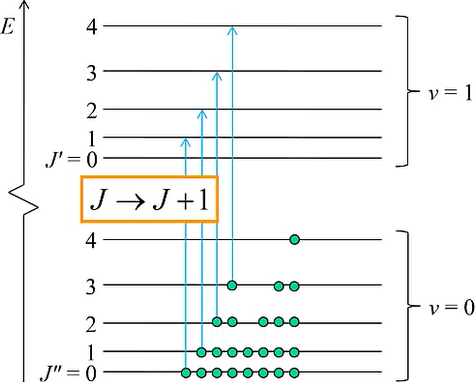 E
4
3
2
1
J′ = 0
v = 1
J → J + 1
4
3
2
1
J″ = 0
v = 0